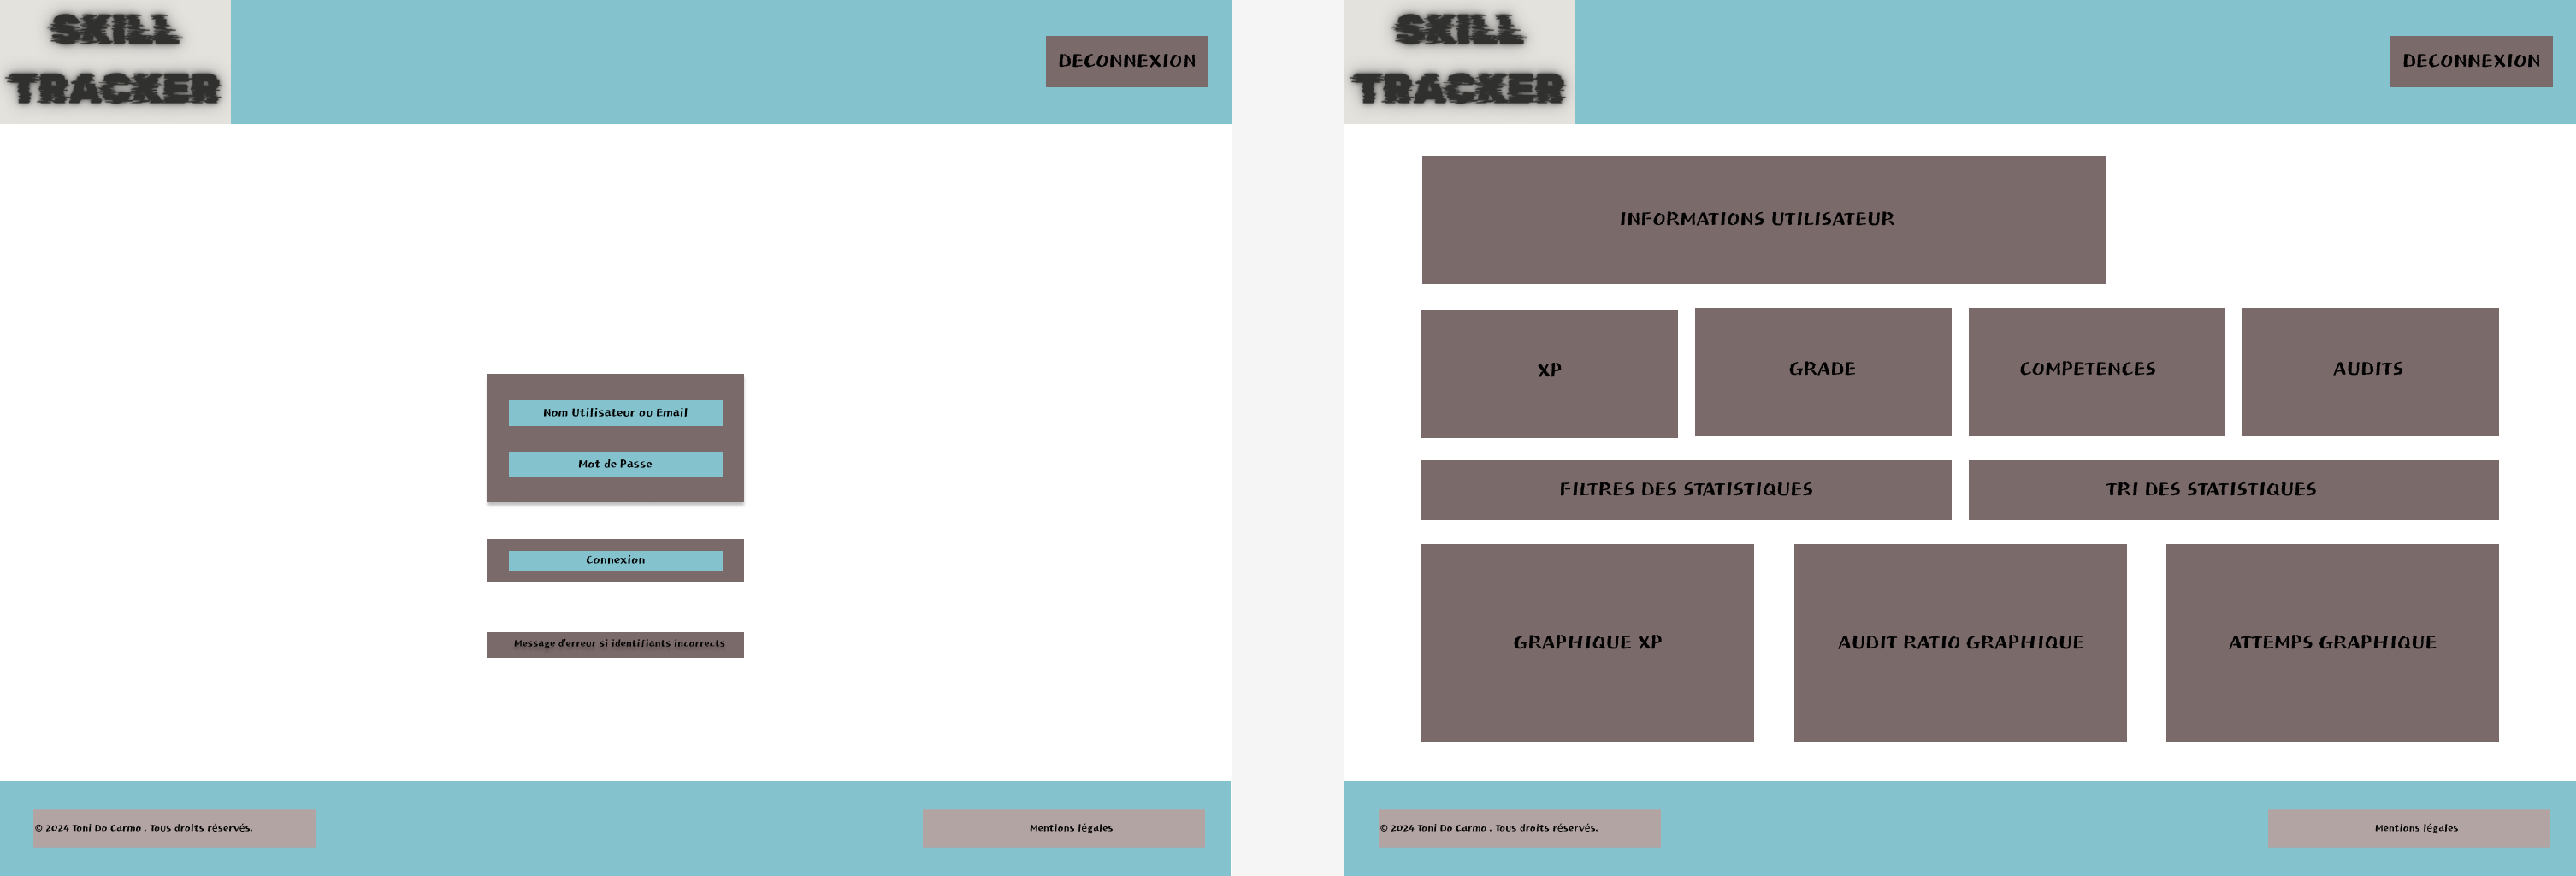 SKILL
TRACKER
DECONNEXION
Nom Utilisateur ou Email
Mot de Passe
Connexion
Message d'erreur si identifiants incorrects
© 2024 Toni Do Carmo . Tous droits réservés.
Mentions légales
SKILL
TRACKER
DECONNEXION
INFORMATIONS UTILISATEUR
XP
GRADE
COMPETENCES
AUDITS
FILTRES DES STATISTIQUES
TRI DES STATISTIQUES
GRAPHIQUE XP
AUDIT RATIO GRAPHIQUE
ATTEMPS GRAPHIQUE
© 2024 Toni Do Carmo . Tous droits réservés.
Mentions légales